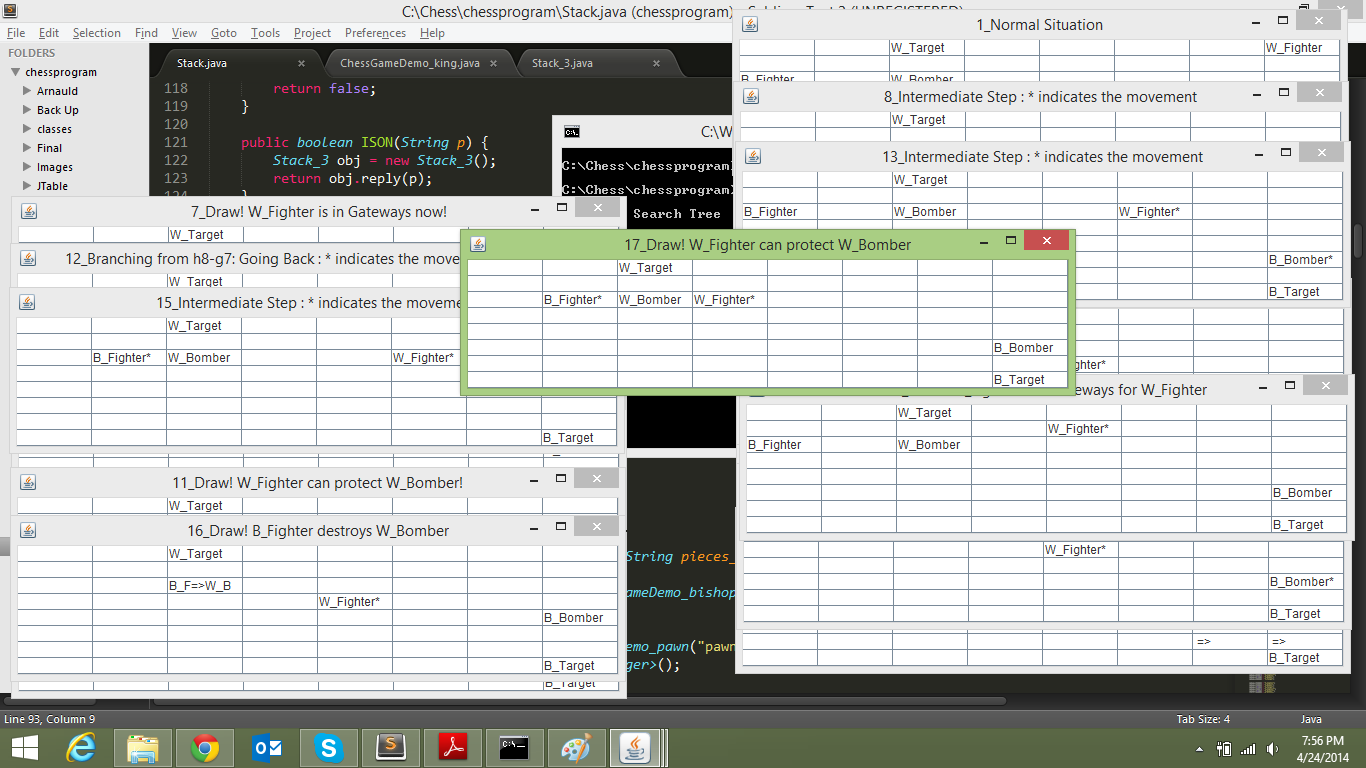 C:\Chess\chessprogram\Stack.java (chessprogram)
File Edit Selection Find View Goto Tools Project Preferences Help
FOLDERS
chessprogram
Arnauld
Back Up
classes
Final
Images
JTable
Stack.java × ChessGameDemo_king.java × Stack_3.java ×
118 return false;
119 }
120
121 public boolean ISON(String p) {
122 Stack_3 obj = new Stack_3();
123 return obj.reply(p);
124 }
C:\W
C:\Chess\chessprogram
C:\Chess\chessprogram
Search Tree
1_Normal Situation
W_Target W_Fighter
B_Fighter W_Bomber
8_Intermediate Step : * indicates the movement
W_Target
13_Intermediate Step : * indicates the movement
W_Target
B_Fighter W_Bomber W_Fighter*
B_Bomber*
B_Target
7_Draw! W_Fighter is in Gateways now!
W_Target
12_Branching from h8-g7: Going Back : * indicates the move
W_Target
15_Intermediate Step : * indicates the movem
W_Target
B_Fighter* W_Bomber W_Fighter*
B_Target
17_Draw! W_Fighter can protect W_Bomber
W_Target
B_Fighter* W_Bomber W_Fighter*
B_Bomber
B_Target
ghter*
eways for W_Fighter
W_Target
W_Fighter*
B_Fighter W_Bomber
B_Bomber
B_Target
W_Fighter*
B_Bomber*
B_Target
=> =>
B_Target
11_Draw! W_Fighter can protect W_Bomber!
W_Target
16_Draw! B_Fighter destroys W_Bomber
W_Target
B_F=>W_B
W_Fighter*
B_Bomber
B_Target
B_Target
String pieces_
ameDemo_bishop
emo_pawn("pawn
ger>();
Line 93, Column 9 Tab Size: 4 Java
7:56 PM
4/24/2014